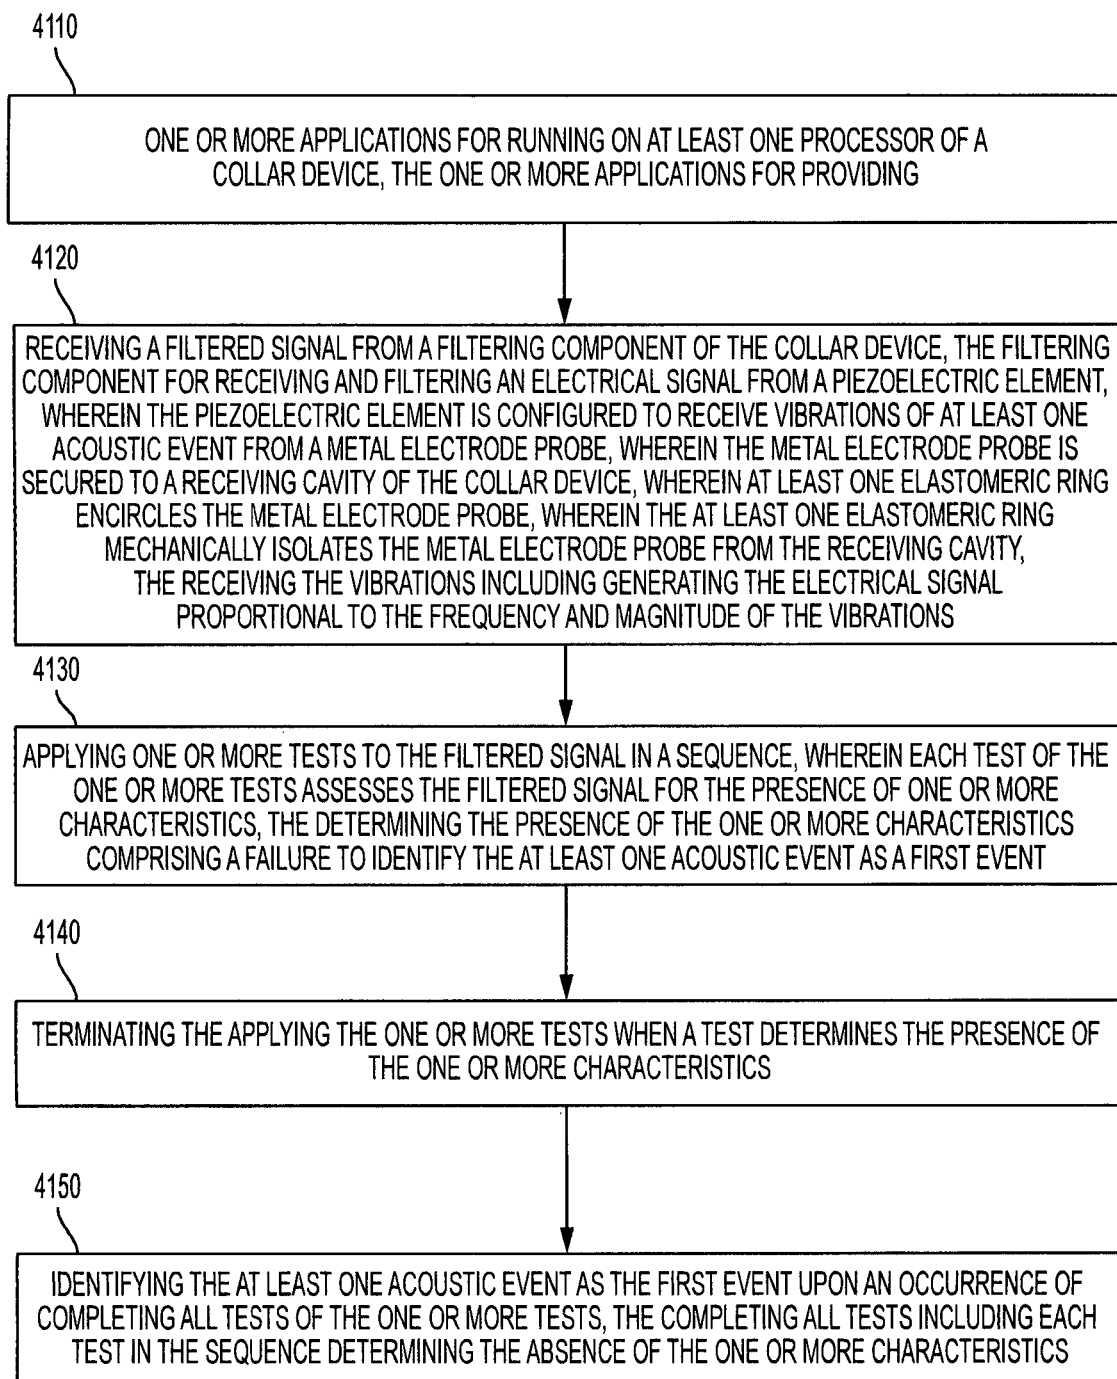 4110
ONE OR MORE APPLICATIONS FOR RUNNING ON AT LEAST ONE PROCESSOR OF A
COLLAR DEVICE, THE ONE OR MORE APPLICATIONS FOR PROVIDING
4120
RECEIVING A FILTERED SIGNAL FROM A FILTERING COMPONENT OF THE COLLAR DEVICE, THE FILTERING
COMPONENT FOR RECEIVING AND FILTERING AN ELECTRICAL SIGNAL FROM A PIEZOELECTRIC ELEMENT,
WHEREIN THE PIEZOELECTRIC ELEMENT IS CONFIGURED TO RECEIVE VIBRATIONS OF AT LEAST ONE
ACOUSTIC EVENT FROM A METAL ELECTRODE PROBE, WHEREIN THE METAL ELECTRODE PROBE IS
SECURED TO A RECEIVING CAVITY OF THE COLLAR DEVICE, WHEREIN AT LEAST ONE ELASTOMERIC RING
ENCIRCLES THE METAL ELECTRODE PROBE, WHEREIN THE AT LEAST ONE ELASTOMERIC RING
MECHANICALLY ISOLATES THE METAL ELECTRODE PROBE FROM THE RECEIVING CAVITY,
THE RECEIVING THE VIBRATIONS INCLUDING GENERATING THE ELECTRICAL SIGNAL
PROPORTIONAL TO THE FREQUENCY AND MAGNITUDE OF THE VIBRATIONS
4130
APPLYING ONE OR MORE TESTS TO THE FILTERED SIGNAL IN A SEQUENCE, WHEREIN EACH TEST OF THE
ONE OR MORE TESTS ASSESSES THE FILTERED SIGNAL FOR THE PRESENCE OF ONE OR MORE
CHARACTERISTICS, THE DETERMINING THE PRESENCE OF THE ONE OR MORE CHARACTERISTICS
COMPRISING A FAILURE TO IDENTIFY THE AT LEAST ONE ACOUSTIC EVENT AS A FIRST EVENT
4140
TERMINATING THE APPLYING THE ONE OR MORE TESTS WHEN A TEST DETERMINES THE PRESENCE OF
THE ONE OR MORE CHARACTERISTICS
4150
IDENTIFYING THE AT LEAST ONE ACOUSTIC EVENT AS THE FIRST EVENT UPON AN OCCURRENCE OF
COMPLETING ALL TESTS OF THE ONE OR MORE TESTS, THE COMPLETING ALL TESTS INCLUDING EACH
TEST IN THE SEQUENCE DETERMINING THE ABSENCE OF THE ONE OR MORE CHARACTERISTICS